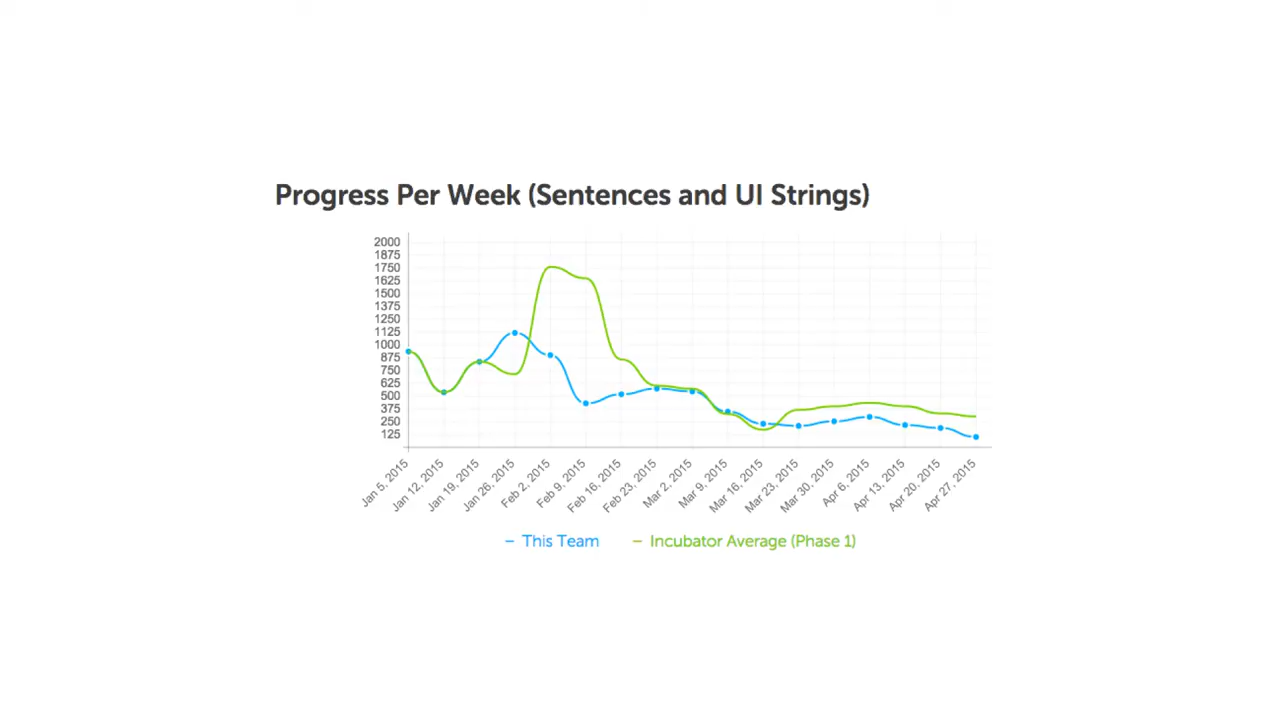 Progress Per Week (Sentences and UI Strings)
2000
1875
1750
1625
1500
1375
1250
1125
1000
875
750
625
500
375
250
125
Jan 5, 2015
Jan 12, 2015
Jan 19, 2015
Jan 26, 2015
Feb 2, 2015
Feb 9, 2015
Feb 16, 2015
Feb 23, 2015
Mar 2, 2015
Mar 9, 2015
Mar 16, 2015
Mar 23, 2015
Mar 30, 2015
Apr 6, 2015
Apr 13, 2015
Apr 20, 2015
Apr 27, 2015
– This Team – Incubator Average (Phase 1)